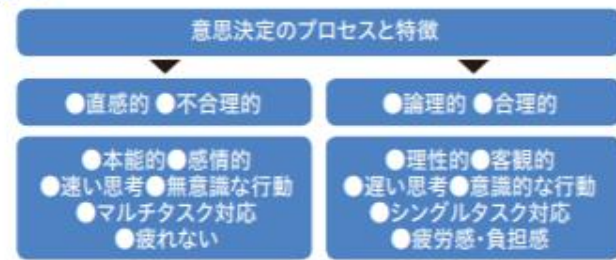 意思決定のプロセスと特徴
●直感的 ●不合理的
●論理的 ●合理的
●本能的●感情的
●速い思考●無意識な行動
●マルチタスク対応
●疲れない
●理性的●客観的
●遅い思考●意識的な行動
●シングルタスク対応
●疲労感・負担感